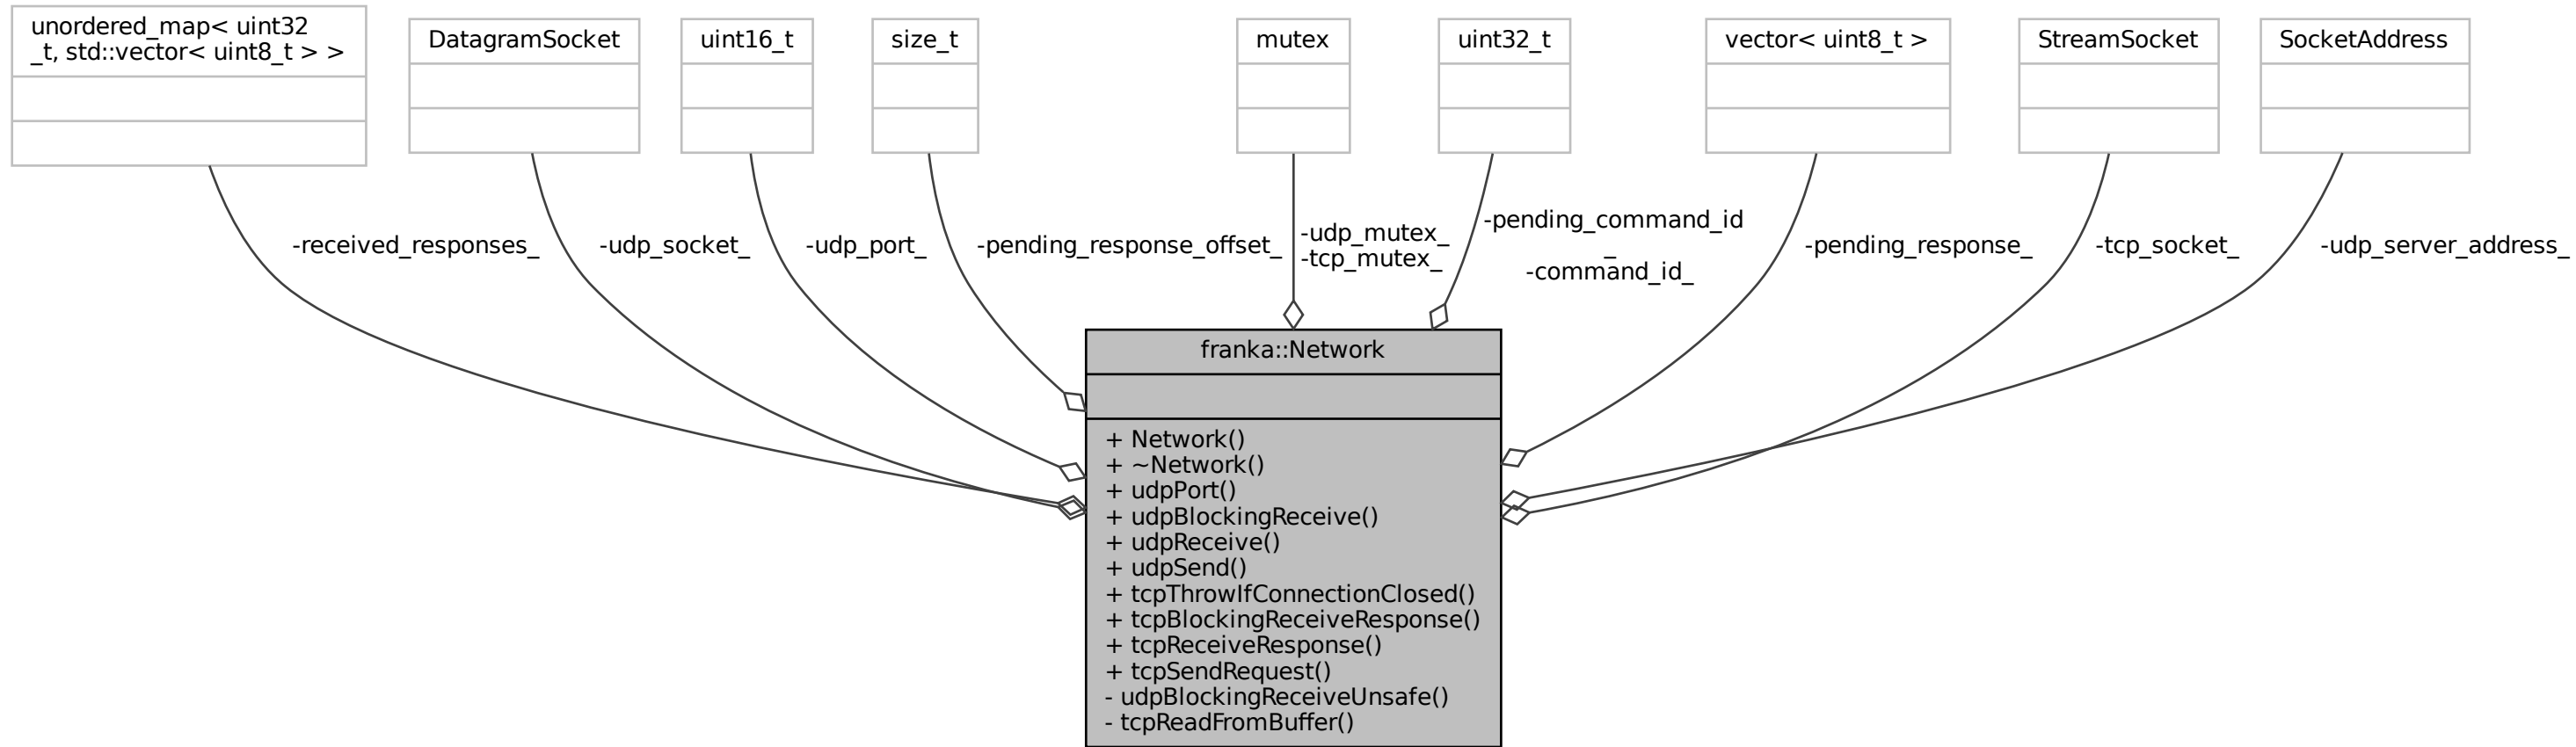 unordered_map< uint32
_t, std::vector< uint8_t > >
DatagramSocket
uint16_t
size_t
mutex
uint32_t
vector< uint8_t >
StreamSocket
SocketAddress
-received_responses_
-udp_socket_
-udp_port_
-pending_response_offset_
-udp_mutex_
-tcp_mutex_
-pending_command_id
_
-command_id_
-pending_response_
-tcp_socket_
-udp_server_address_
franka::Network
+ Network()
+ ~Network()
+ udpPort()
+ udpBlockingReceive()
+ udpReceive()
+ udpSend()
+ tcpThrowIfConnectionClosed()
+ tcpBlockingReceiveResponse()
+ tcpReceiveResponse()
+ tcpSendRequest()
- udpBlockingReceiveUnsafe()
- tcpReadFromBuffer()